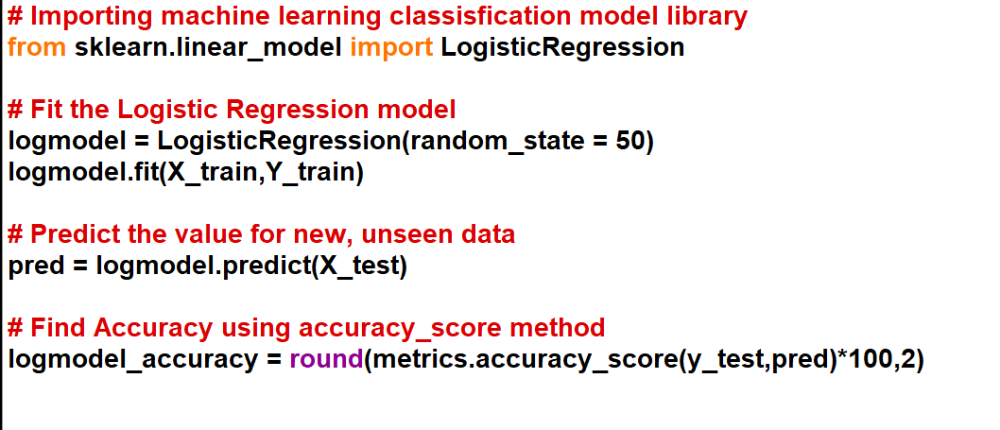 # Importing machine learning classisfication model library
from sklearn.linear_model import LogisticRegression
# Fit the Logistic Regression model
logmodel = LogisticRegression(random_state = 50)
logmodel.fit(X_train,Y_train)
# Predict the value for new, unseen data
pred = logmodel.predict(X_test)
# Find Accuracy using accuracy_score method
logmodel_accuracy = round(metrics.accuracy_score(y_test,pred)*100,2)